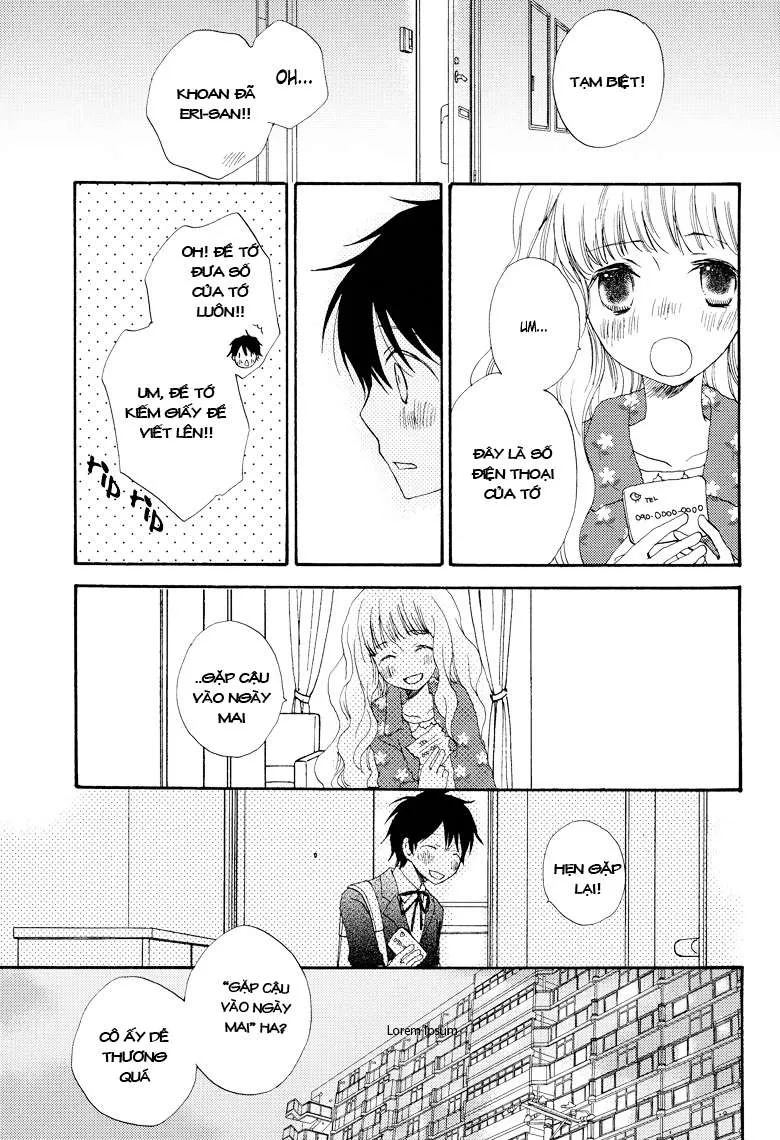 TẠM BIỆT!
OH...
KHOAN ĐÃ
ERI-SAN!!
UM...
ĐÂY LÀ SỐ
ĐIỆN THOẠI
CỦA TỚ
TEL
090-0000-0000
OH! ĐỂ TỚ
ĐƯA SỐ
CỦA TỚ
LUÔN!!
UM, ĐỂ TỚ
KIẾM GIẤY ĐỂ
VIẾT LÊN!!
rip rip
..GẶP CẬU
VÀO NGÀY
MAI
HẸN GẶP
LẠI!
“GẶP CẬU
VÀO NGÀY
MAI” HA?
CÔ ẤY DỄ
THƯƠNG
QUÁ
Lorem Ipsum